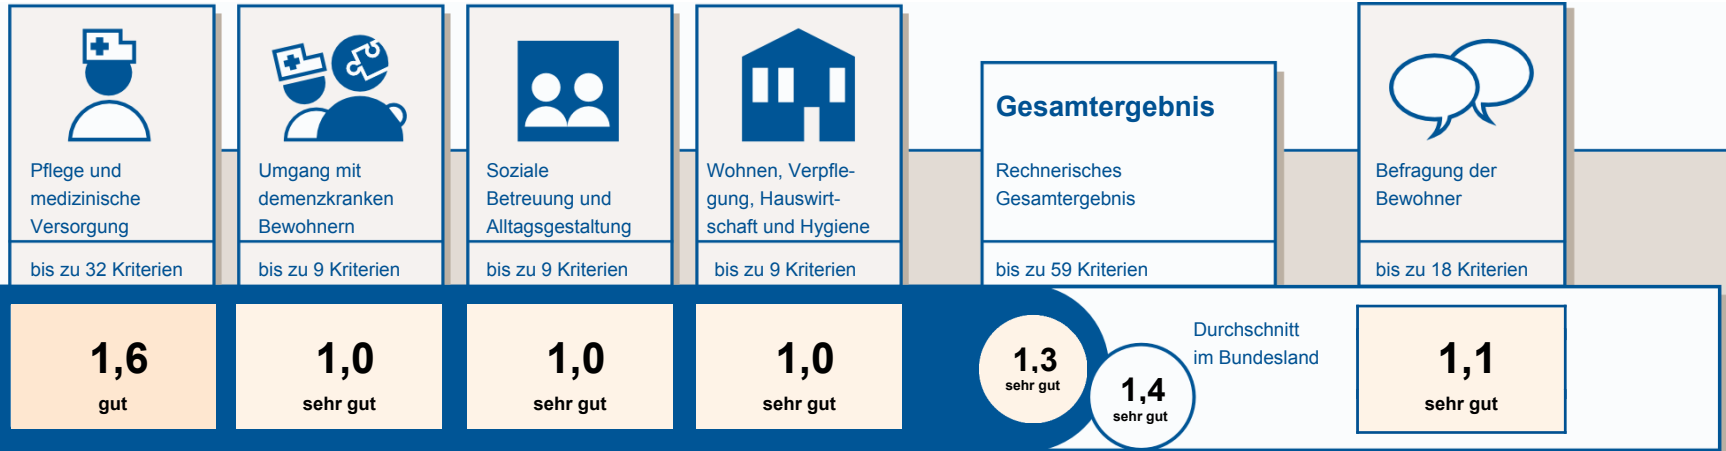 Pflege und
medizinische
Versorgung
bis zu 32 Kriterien
1,6
gut
Umgang mit
demenzkranken
Bewohnern
bis zu 9 Kriterien
1,0
sehr gut
Soziale
Betreuung und
Alltagsgestaltung
bis zu 9 Kriterien
1,0
sehr gut
Wohnen, Verpfle-
gung, Hauswirt-
schaft und Hygiene
bis zu 9 Kriterien
1,0
sehr gut
Gesamtergebnis
Rechnerisches
Gesamtergebnis
bis zu 59 Kriterien
1,3
sehr gut
1,4
sehr gut
Durchschnitt
im Bundesland
Befragung der
Bewohner
bis zu 18 Kriterien
1,1
sehr gut